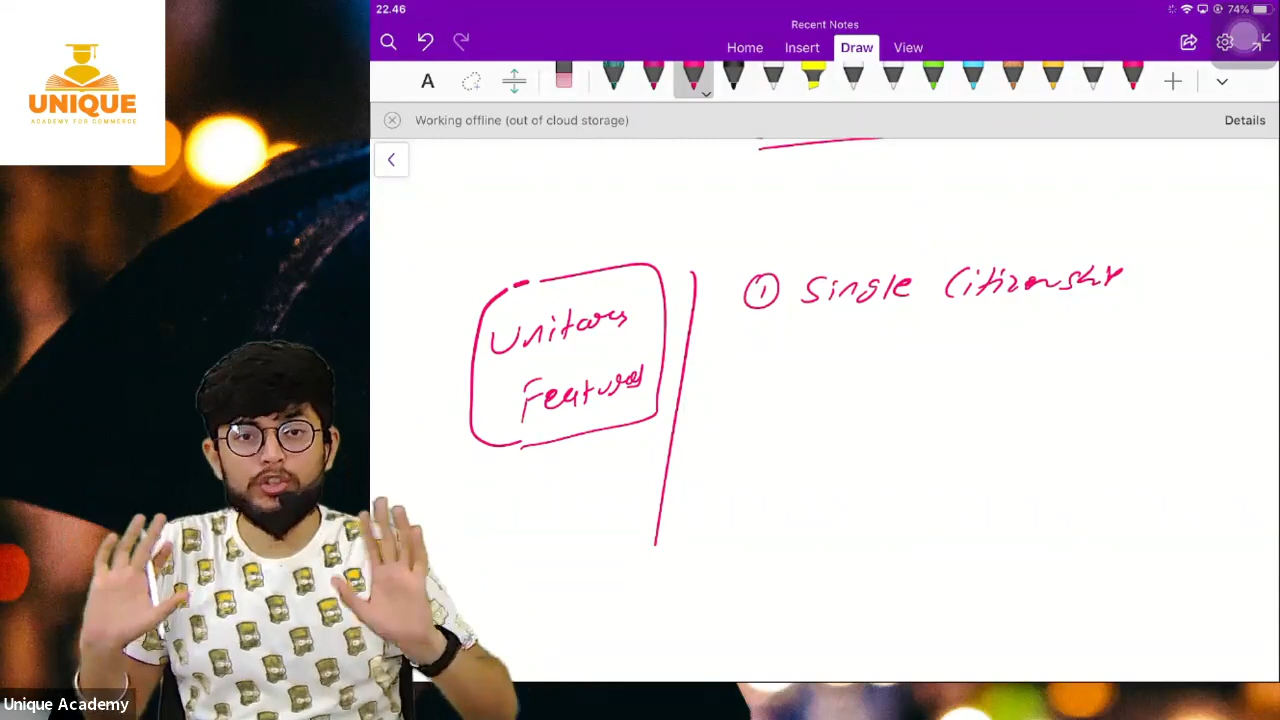 22.46
Recent Notes
74%
Home Insert Draw View
A
Working offline (out of cloud storage)
Details
UNIQUE
ACADEMY FOR COMMERCE
Unitary
Features
① Single Citizenship
Unique Academy